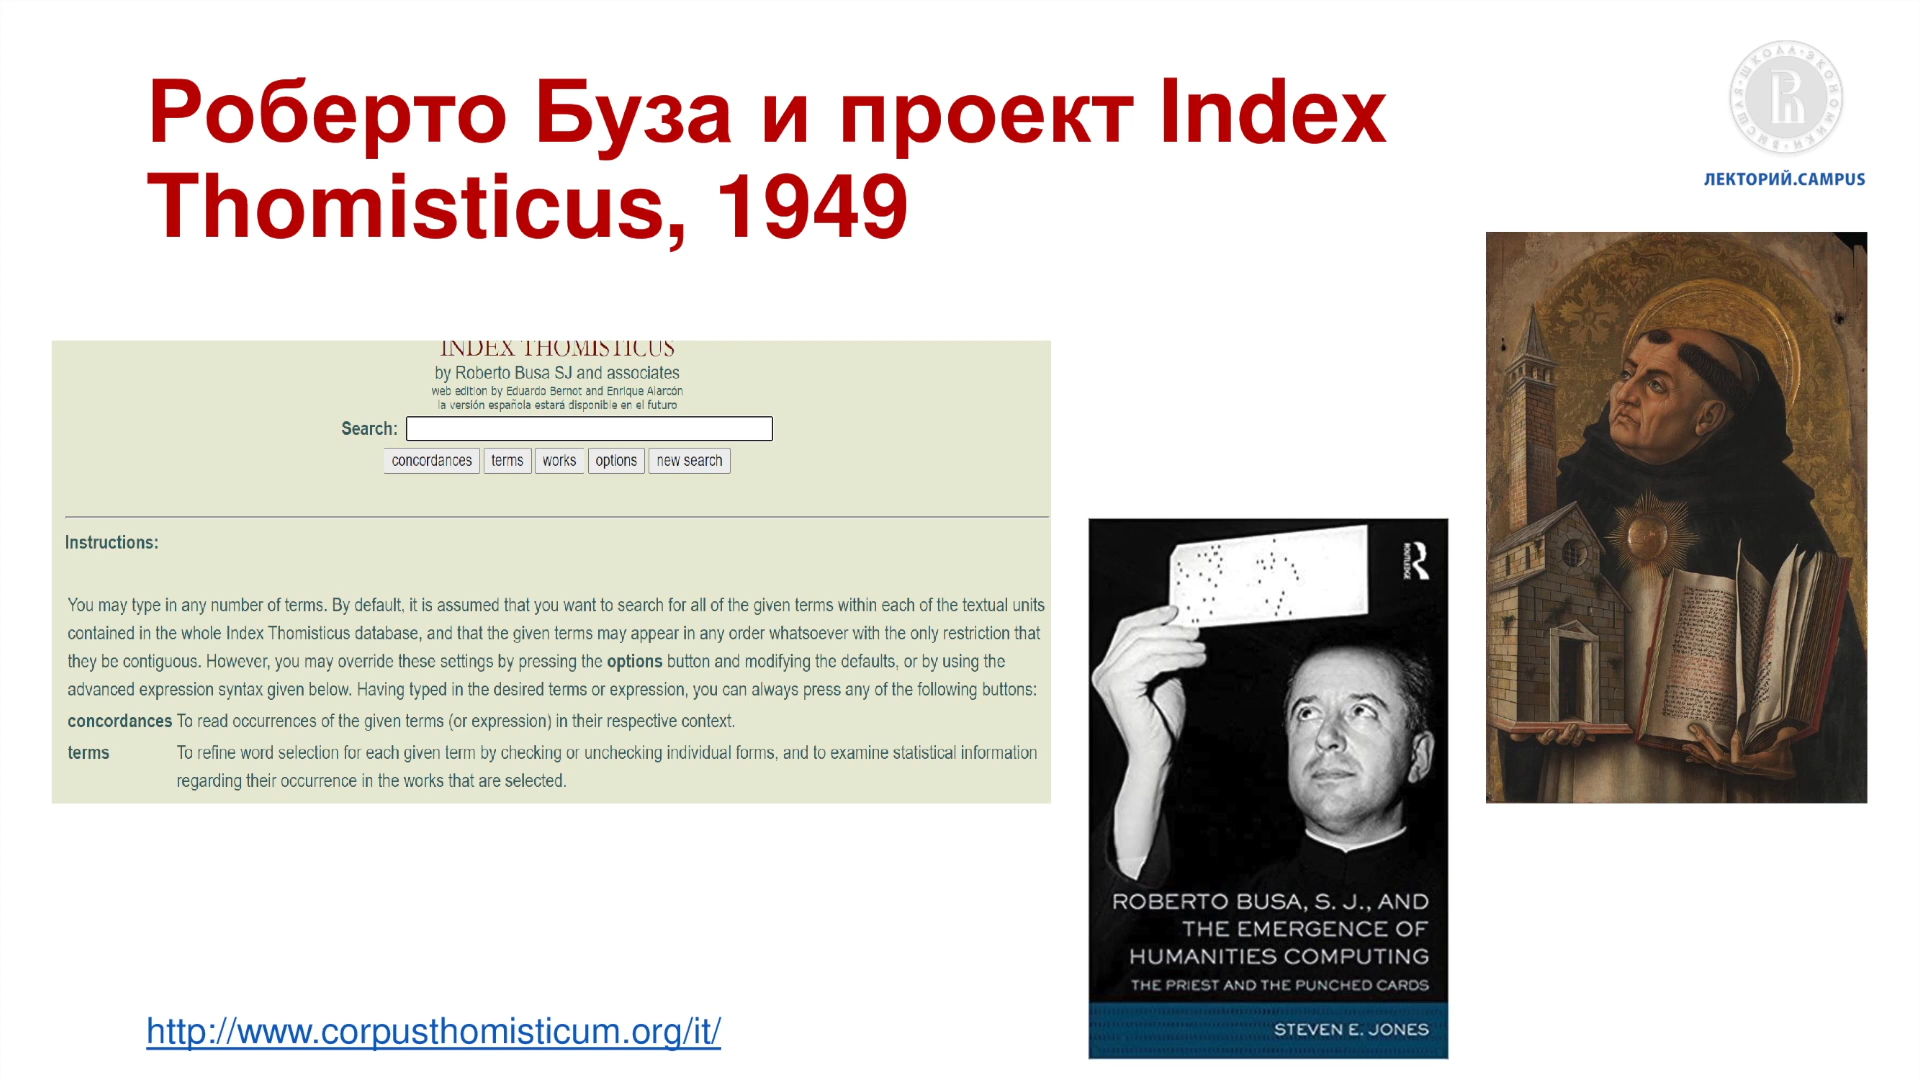 Роберто Буза и проект Index
Thomisticus, 1949
ВЫСШАЯ ШКОЛА ЭКОНОМИКИ
ЛЕКТОРИЙ.CAMPUS
INDEX THOMISTICUS
by Roberto Busa SJ and associates
web edition by Eduardo Bernot and Enrique Alarcón
la versión española estará disponible en el futuro
Search:
concordances terms works options new search
Instructions:
You may type in any number of terms. By default, it is assumed that you want to search for all of the given terms within each of the textual units
contained in the whole Index Thomisticus database, and that the given terms may appear in any order whatsoever with the only restriction that
they be contiguous. However, you may override these settings by pressing the options button and modifying the defaults, or by using the
advanced expression syntax given below. Having typed in the desired terms or expression, you can always press any of the following buttons:
concordances To read occurrences of the given terms (or expression) in their respective context.
terms To refine word selection for each given term by checking or unchecking individual forms, and to examine statistical information
regarding their occurrence in the works that are selected.
ROUTLEDGE
ROBERTO BUSA, S. J., AND
THE EMERGENCE OF
HUMANITIES COMPUTING
THE PRIEST AND THE PUNCHED CARDS
STEVEN E. JONES
http://www.corpusthomisticum.org/it/